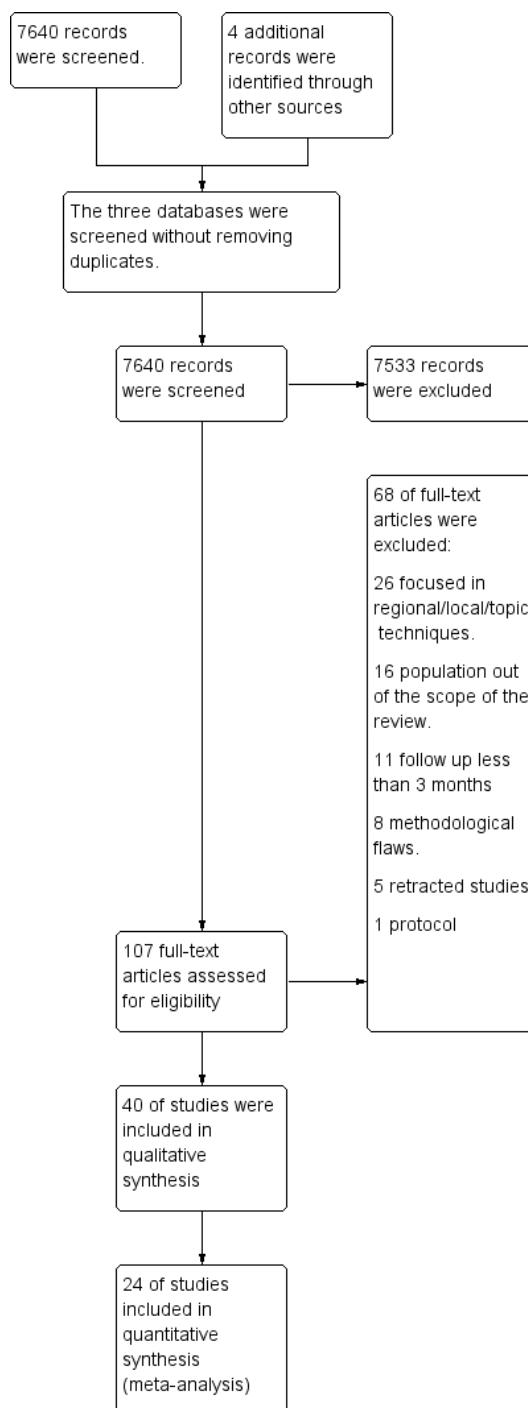 7640 records
were screened.
4 additional
records were
identified through
other sources
The three databases were
screened without removing
duplicates.
7640 records
were screened
7533 records
were excluded
68 of full-text
articles were
excluded:
26 focused in
regional/local/topic
techniques.
16 population out
of the scope of the
review.
11 follow up less
than 3 months
8 methodological
flaws.
5 retracted studies
1 protocol
107 full-text
articles assessed
for eligibility
40 of studies were
included in
qualitative
synthesis
24 of studies
included in
quantitative
synthesis
(meta-analysis)